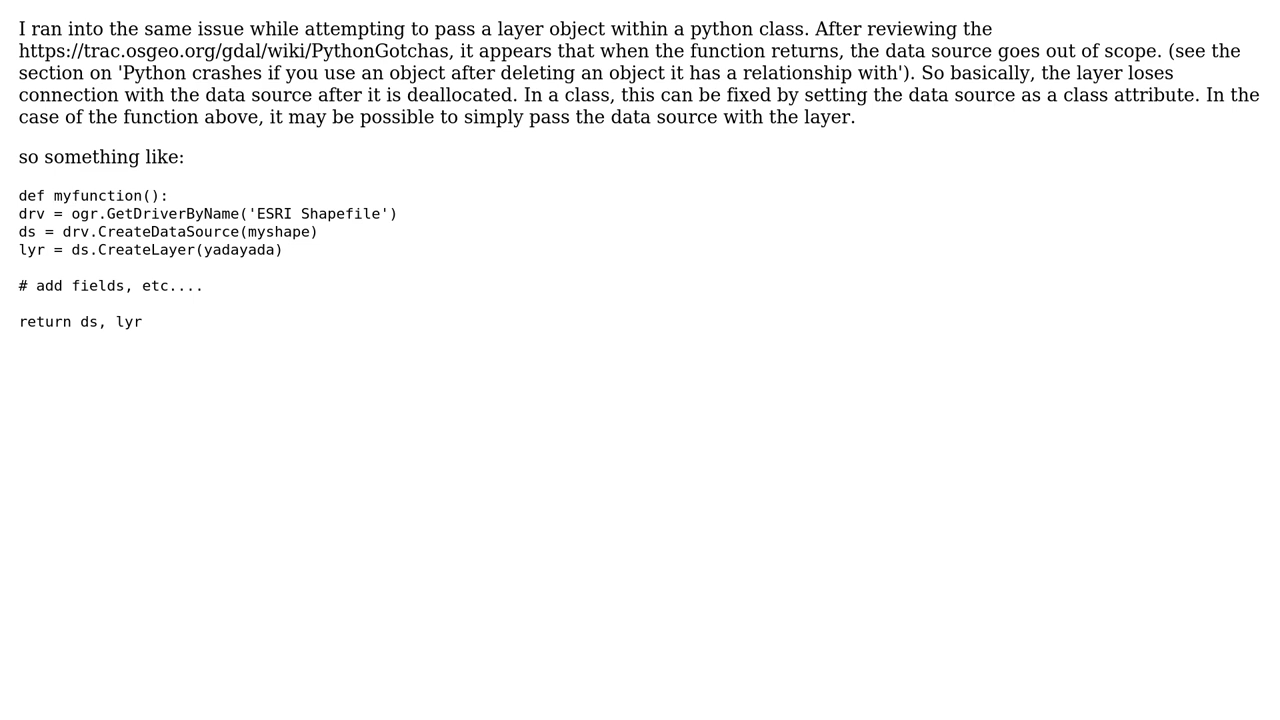 I ran into the same issue while attempting to pass a layer object within a python class. After reviewing the
https://trac.osgeo.org/gdal/wiki/PythonGotchas, it appears that when the function returns, the data source goes out of scope. (see the
section on 'Python crashes if you use an object after deleting an object it has a relationship with'). So basically, the layer loses
connection with the data source after it is deallocated. In a class, this can be fixed by setting the data source as a class attribute. In the
case of the function above, it may be possible to simply pass the data source with the layer.
so something like:
def myfunction():
drv = ogr.GetDriverByName('ESRI Shapefile')
ds = drv.CreateDataSource(myshape)
lyr = ds.CreateLayer(yadayada)
# add fields, etc....
return ds, lyr